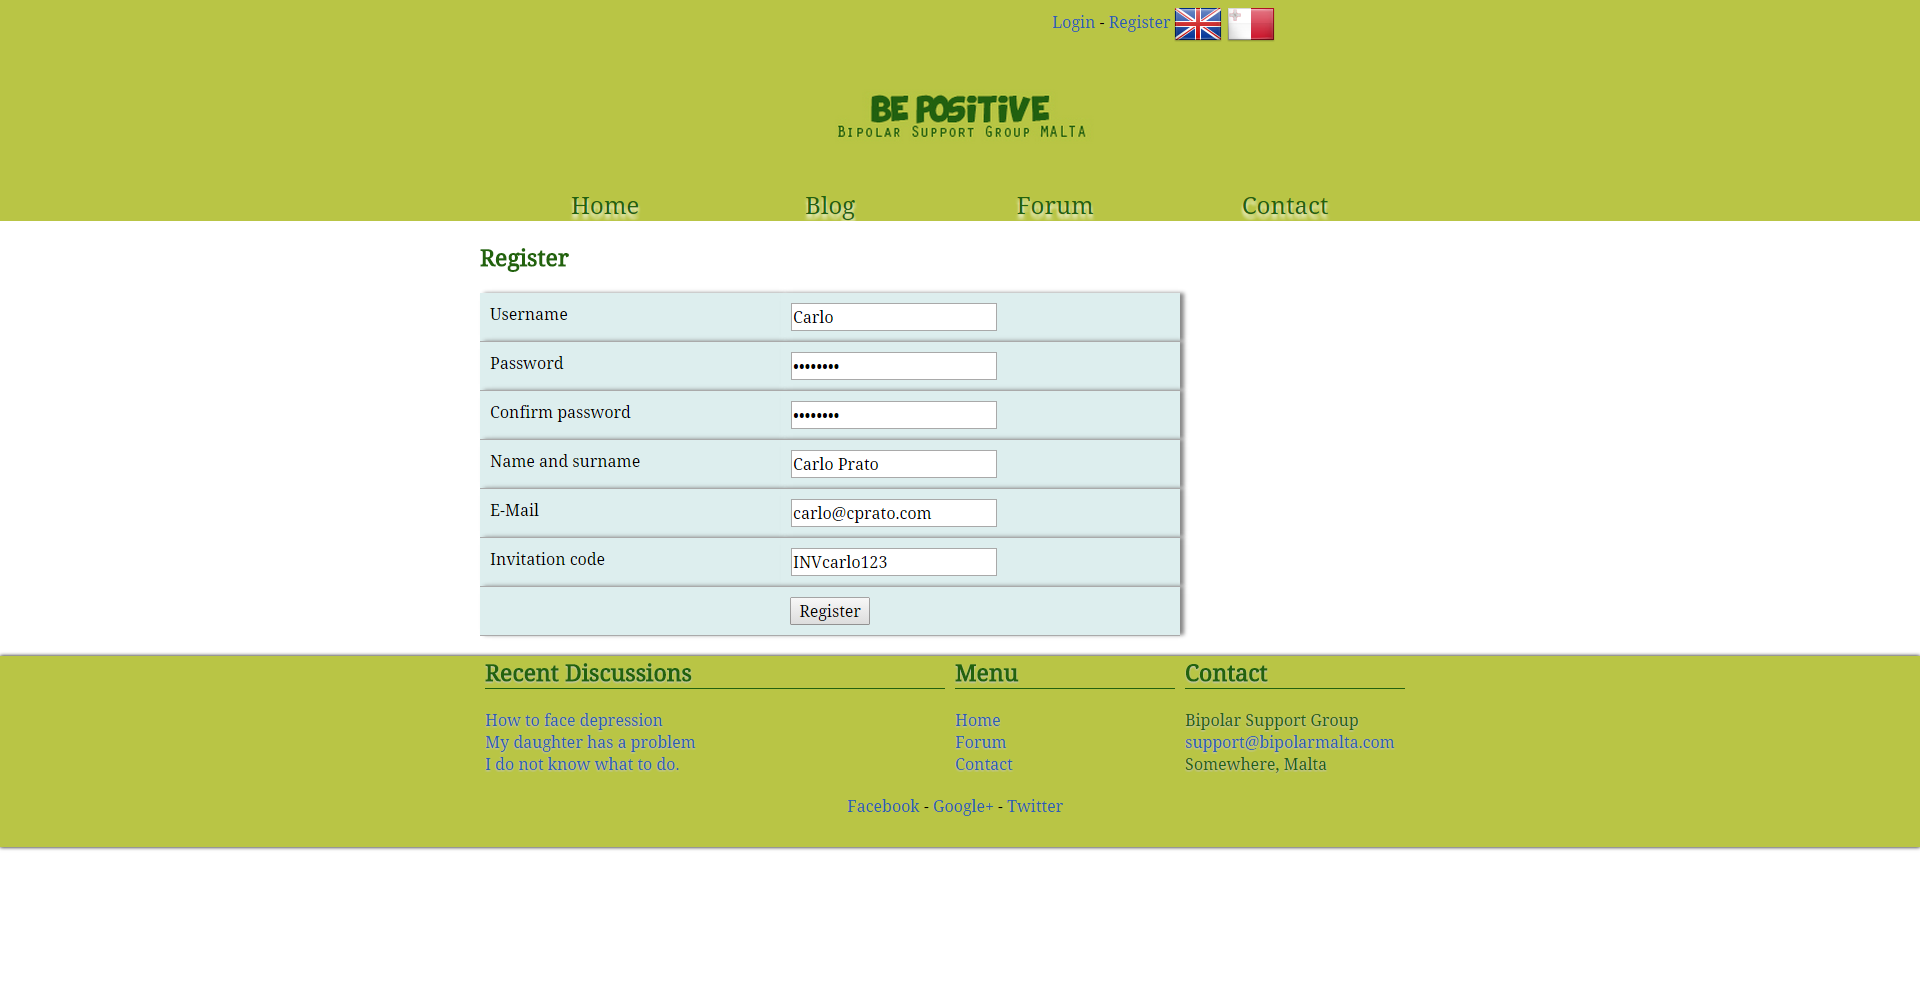 Login - Register
BE POSITIVE
BIPOLAR SUPPORT GROUP MALTA
Home Blog Forum Contact
Register
Username Carlo
Password ••••••••
Confirm password ••••••••
Name and surname Carlo Prato
E-Mail carlo@cprato.com
Invitation code INVcarlo123
Register
Recent Discussions Menu Contact
How to face depression Home Bipolar Support Group
My daughter has a problem Forum support@bipolarmalta.com
I do not know what to do. Contact Somewhere, Malta
Facebook - Google+ - Twitter